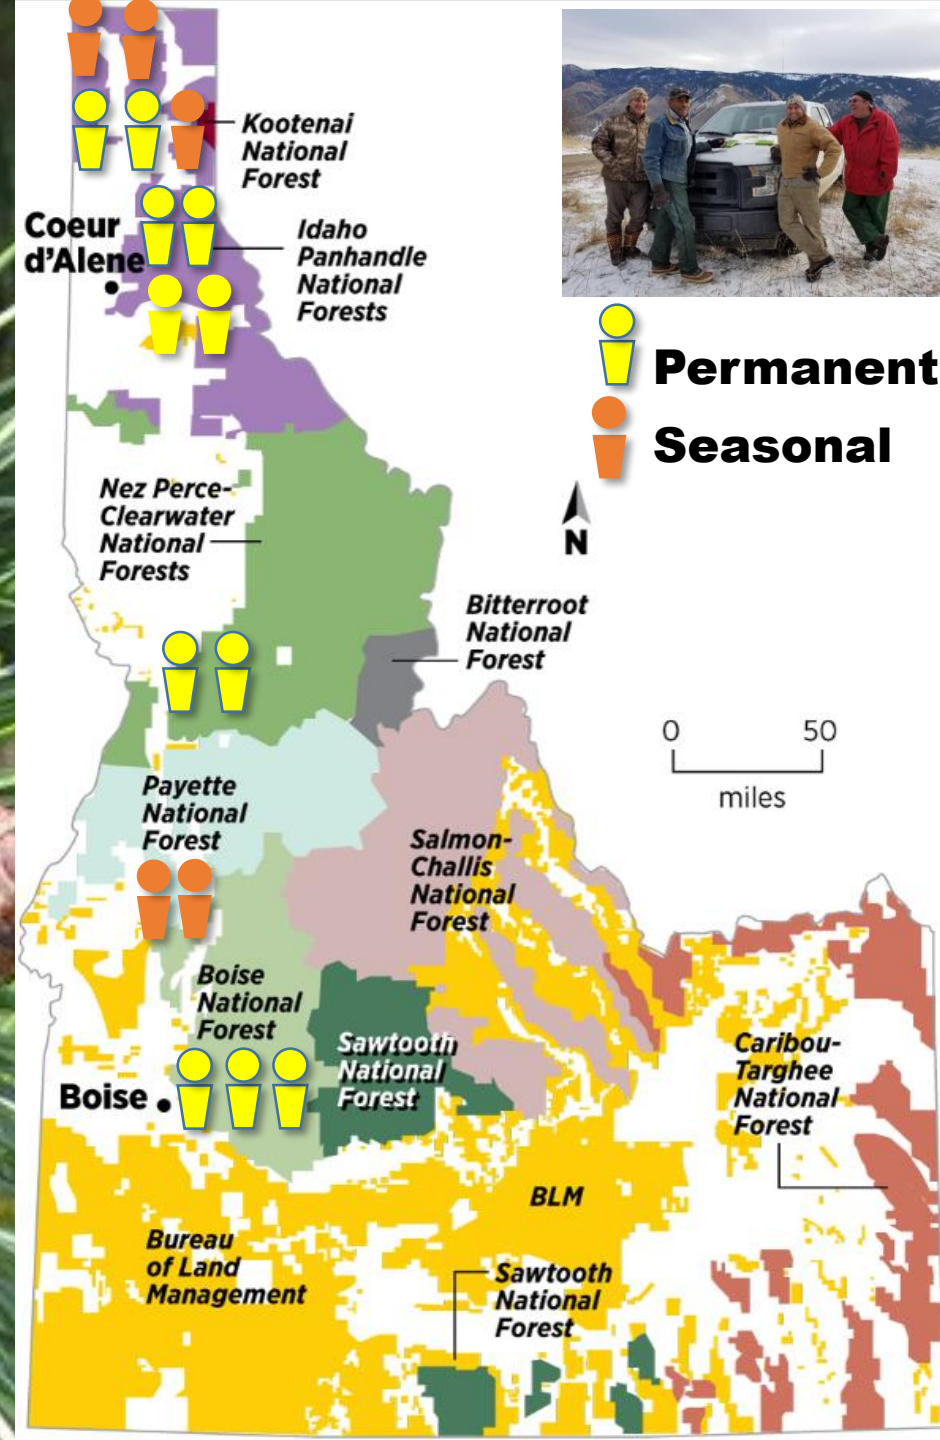 Kootenai
National
Forest
Coeur
d'Alene
Idaho
Panhandle
National
Forests
Permanent
Seasonal
Nez Perce-
Clearwater
National
Forests
N
Bitterroot
National
Forest
0 50
miles
Payette
National
Forest
Salmon-
Challis
National
Forest
Boise
National
Forest
Sawtooth
National
Forest
Caribou-
Targhee
National
Forest
Boise
BLM
Bureau
of Land
Management
Sawtooth
National
Forest